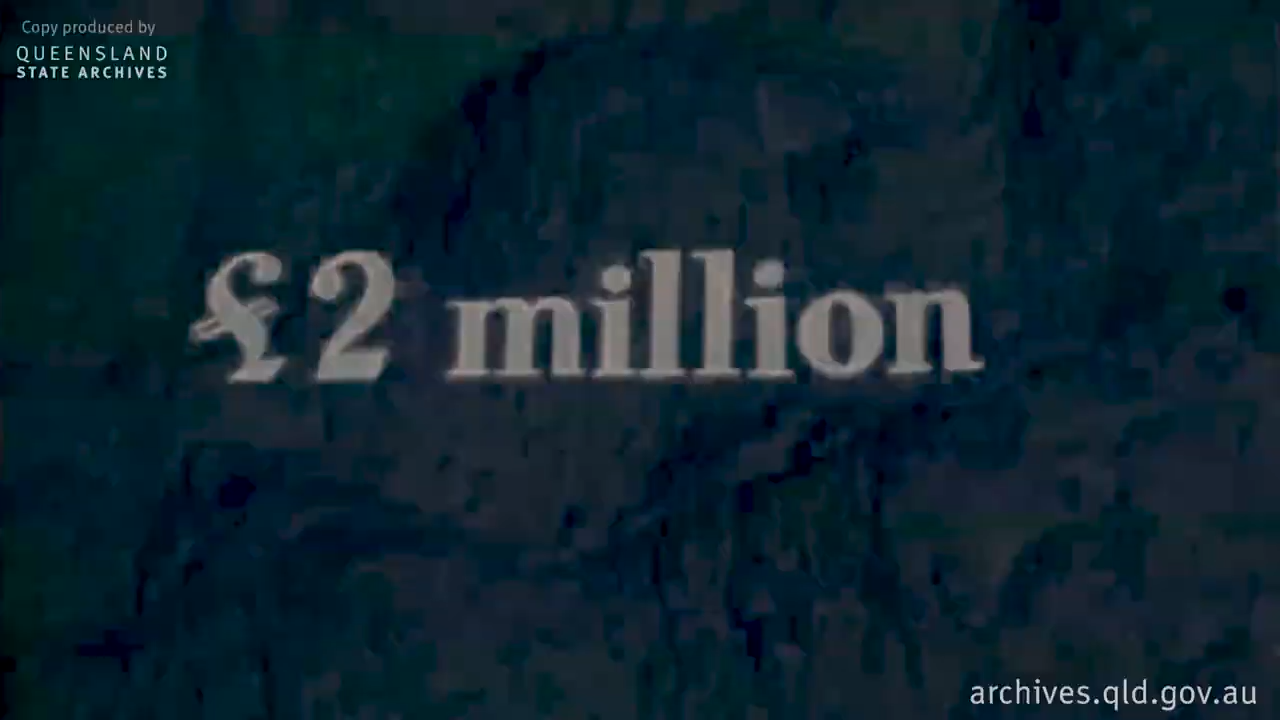 Copy produced by
QUEENSLAND
STATE ARCHIVES
£2 million
archives.qld.gov.au